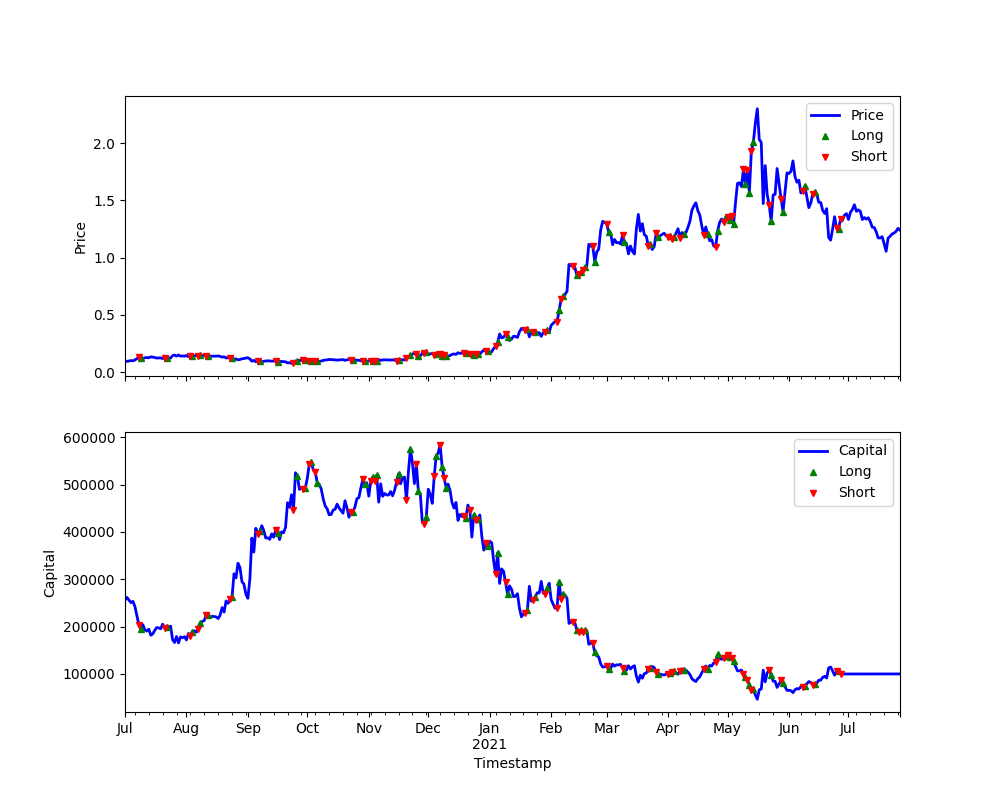 2.0
1.5
1.0
0.5
0.0
Price
Price
Long
Short
600000
500000
400000
300000
200000
100000
Capital
Capital
Long
Short
Jul Aug Sep Oct Nov Dec Jan Feb Mar Apr May Jun Jul
2021
Timestamp